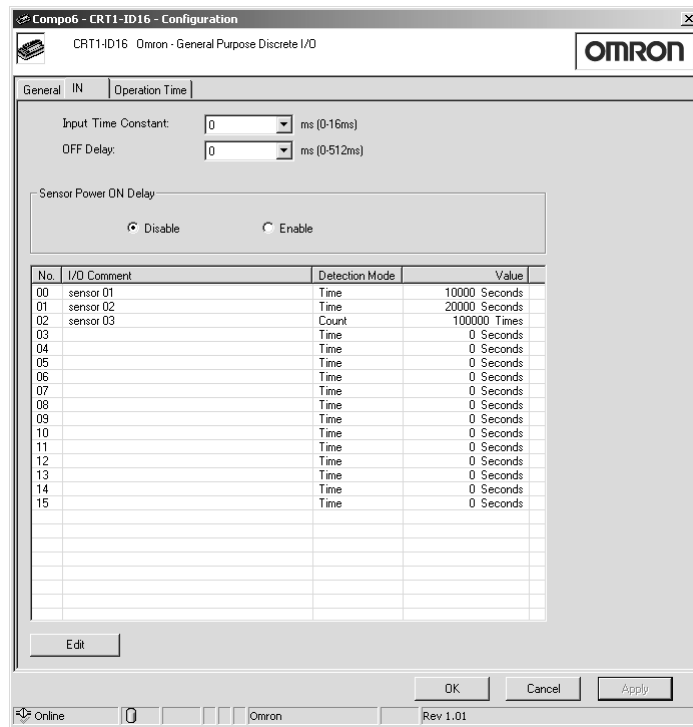 Compo6 - CRT1-ID16 - Configuration
CRT1-ID16 Omron - General Purpose Discrete I/O
OMRON
General IN Operation Time
Input Time Constant: 0 ms (0-16ms)
OFF Delay: 0 ms (0-512ms)
Sensor Power ON Delay
Disable Enable
No. I/O Comment Detection Mode Value
00 sensor 01 Time 10000 Seconds
01 sensor 02 Time 20000 Seconds
02 sensor 03 Count 100000 Times
03 Time 0 Seconds
04 Time 0 Seconds
05 Time 0 Seconds
06 Time 0 Seconds
07 Time 0 Seconds
08 Time 0 Seconds
09 Time 0 Seconds
10 Time 0 Seconds
11 Time 0 Seconds
12 Time 0 Seconds
13 Time 0 Seconds
14 Time 0 Seconds
15 Time 0 Seconds
Edit
OK Cancel Apply
Online Omron Rev 1.01